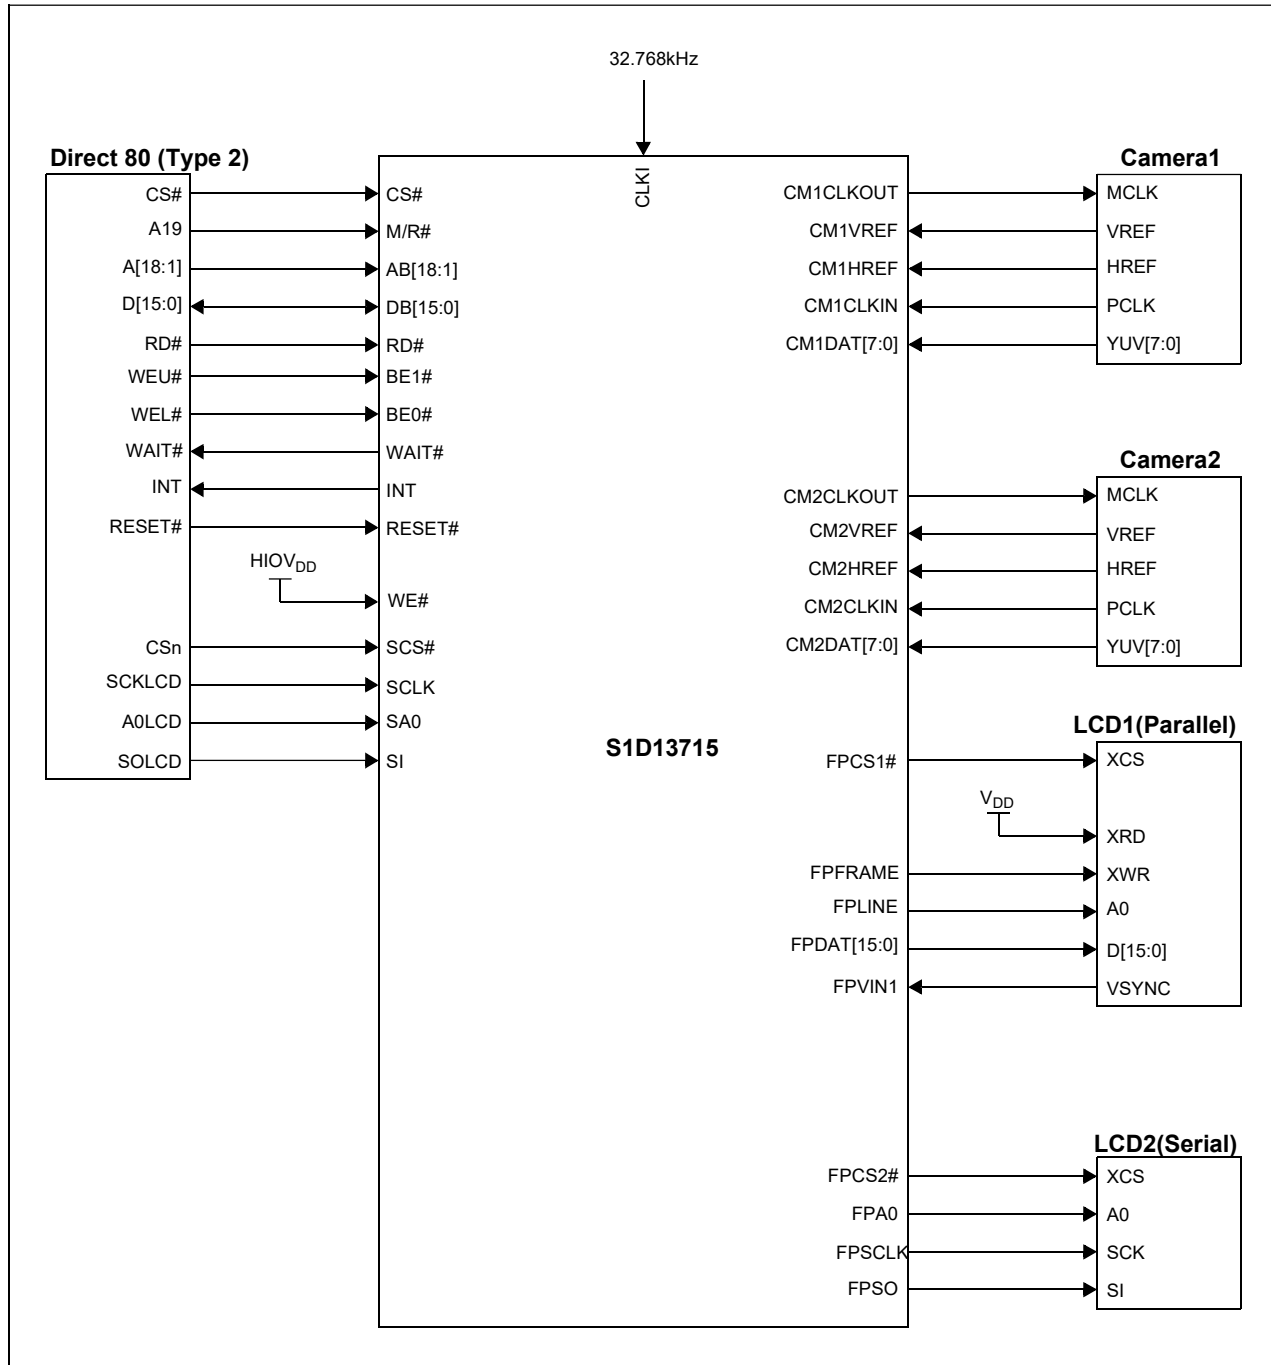 32.768kHz
Direct 80 (Type 2)
CS#
A19
A[18:1]
D[15:0]
RD#
WEU#
WEL#
WAIT#
INT
RESET#
HIOVDD
CSn
SCKLCD
A0LCD
SOLCD
CLKI
CS#
M/R#
AB[18:1]
DB[15:0]
RD#
BE1#
BE0#
WAIT#
INT
RESET#
WE#
SCS#
SCLK
SA0
SI
S1D13715
CM1CLKOUT
CM1VREF
CM1HREF
CM1CLKIN
CM1DAT[7:0]
CM2CLKOUT
CM2VREF
CM2HREF
CM2CLKIN
CM2DAT[7:0]
FPCS1#
VDD
FPFRAME
FPLINE
FPDAT[15:0]
FPVIN1
FPCS2#
FPA0
FPSCLK
FPSO
Camera1
MCLK
VREF
HREF
PCLK
YUV[7:0]
Camera2
MCLK
VREF
HREF
PCLK
YUV[7:0]
LCD1(Parallel)
XCS
XRD
XWR
A0
D[15:0]
VSYNC
LCD2(Serial)
XCS
A0
SCK
SI